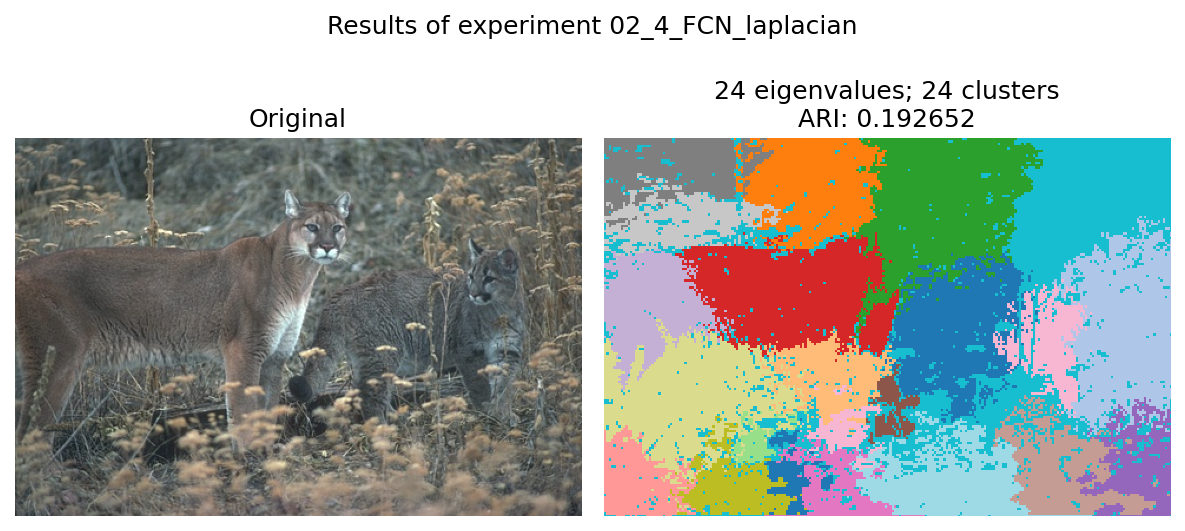 Results of experiment 02_4_FCN_laplacian
Original
24 eigenvalues; 24 clusters
ARI: 0.192652